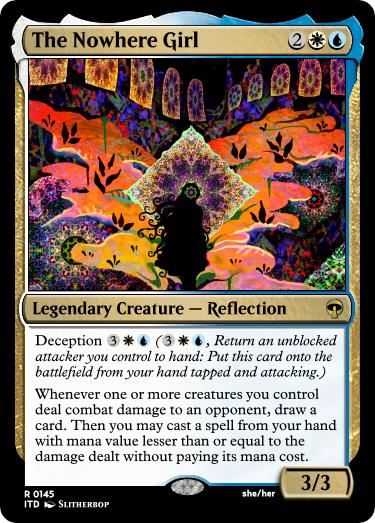 The Nowhere Girl 2
Legendary Creature — Reflection
Deception 3 (3, Return an unblocked
attacker you control to hand: Put this card onto the
battlefield from your hand tapped and attacking.)
Whenever one or more creatures you control
deal combat damage to an opponent, draw a
card. Then you may cast a spell from your hand
with mana value lesser than or equal to the
damage dealt without paying its mana cost.
3/3
R 0145
ITD SLITHERBOP
she/her